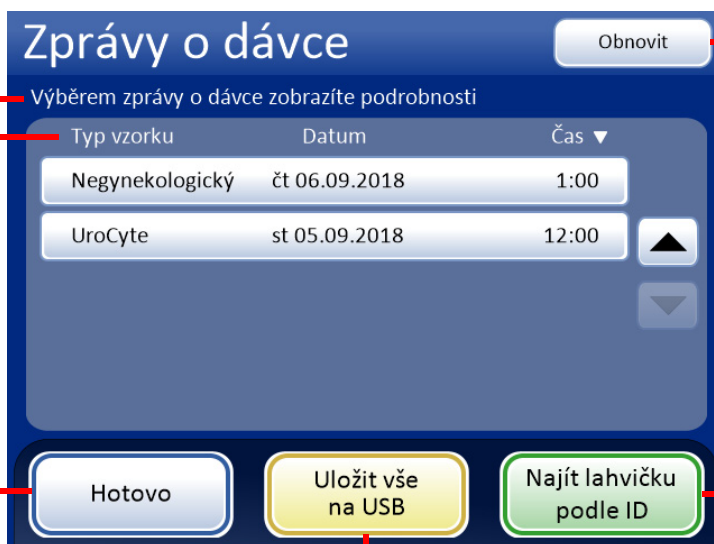 Zprávy o dávce
Obnovit
Výběrem zprávy o dávce zobrazíte podrobnosti
Typ vzorku Datum Čas ▼
Negynekologický čt 06.09.2018 1:00
UroCyte st 05.09.2018 12:00
Hotovo
Uložit vše
na USB
Najít lahvičku
podle ID